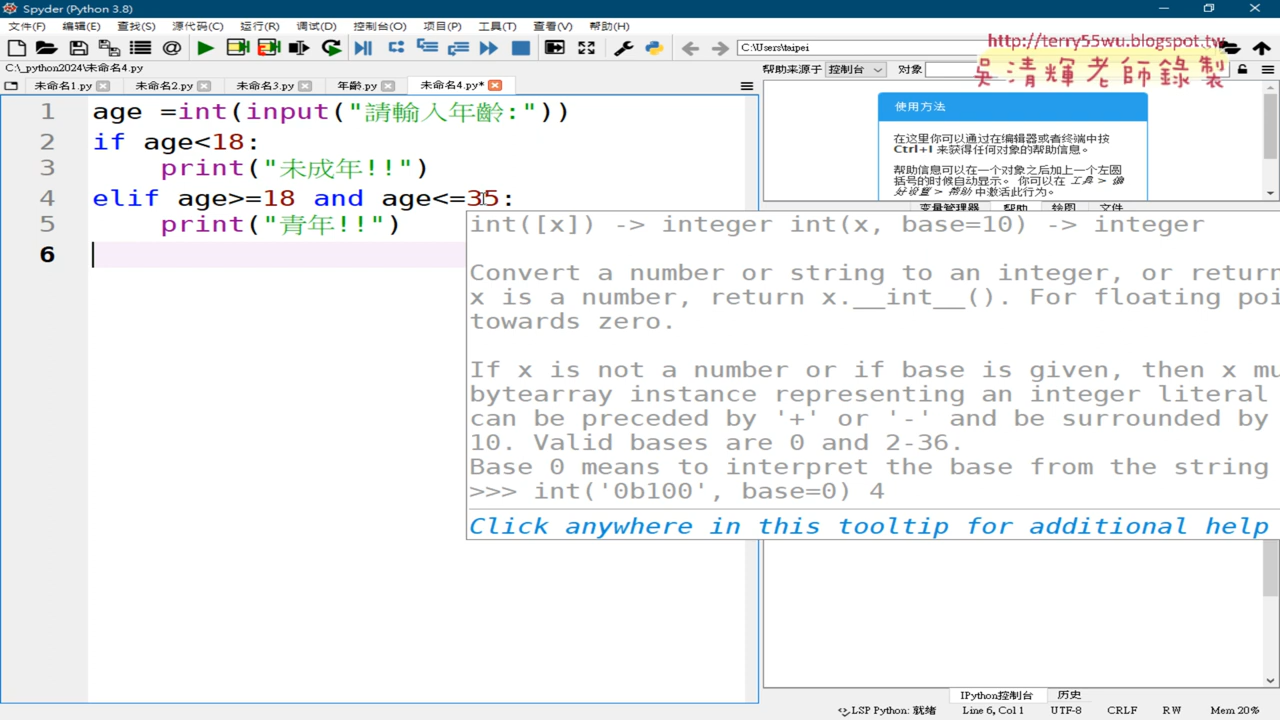 Spyder (Python 3.8)
文件(F) 编辑(E) 查找(S) 源代码(C) 运行(R) 调试(D) 控制台(O) 项目(P) 工具(T) 查看(V) 帮助(H)
C:\Users\taipei
http://terry55wu.blogspot.tw
吳清輝老師錄製
C:\_python2024\未命名4.py
帮助来源于 控制台 对象
未命名1.py 未命名2.py 未命名3.py 年齡.py 未命名4.py*
1 age =int(input("請輸入年齡:"))
2 if age<18:
3 print("未成年!!")
4 elif age>=18 and age<=35:
5 print("青年!!")
6
使用方法
在这里你可以通过在编辑器或者终端中按
Ctrl+I 来获得任何对象的帮助信息。
帮助信息可以在一个对象之后加上一个左圆
括号的时候自动显示。 你可以在 工具 > 偏
好设置 > 帮助 中激活此行为。
变量管理器 帮助 绘图 文件
int([x]) -> integer int(x, base=10) -> integer
Convert a number or string to an integer, or return
x is a number, return x.__int__(). For floating poi
towards zero.
If x is not a number or if base is given, then x mu
bytearray instance representing an integer literal
can be preceded by '+' or '-' and be surrounded by
10. Valid bases are 0 and 2-36.
Base 0 means to interpret the base from the string
>>> int('0b100', base=0) 4
Click anywhere in this tooltip for additional help
IPython控制台 历史
LSP Python: 就绪 Line 6, Col 1 UTF-8 CRLF RW Mem 20%